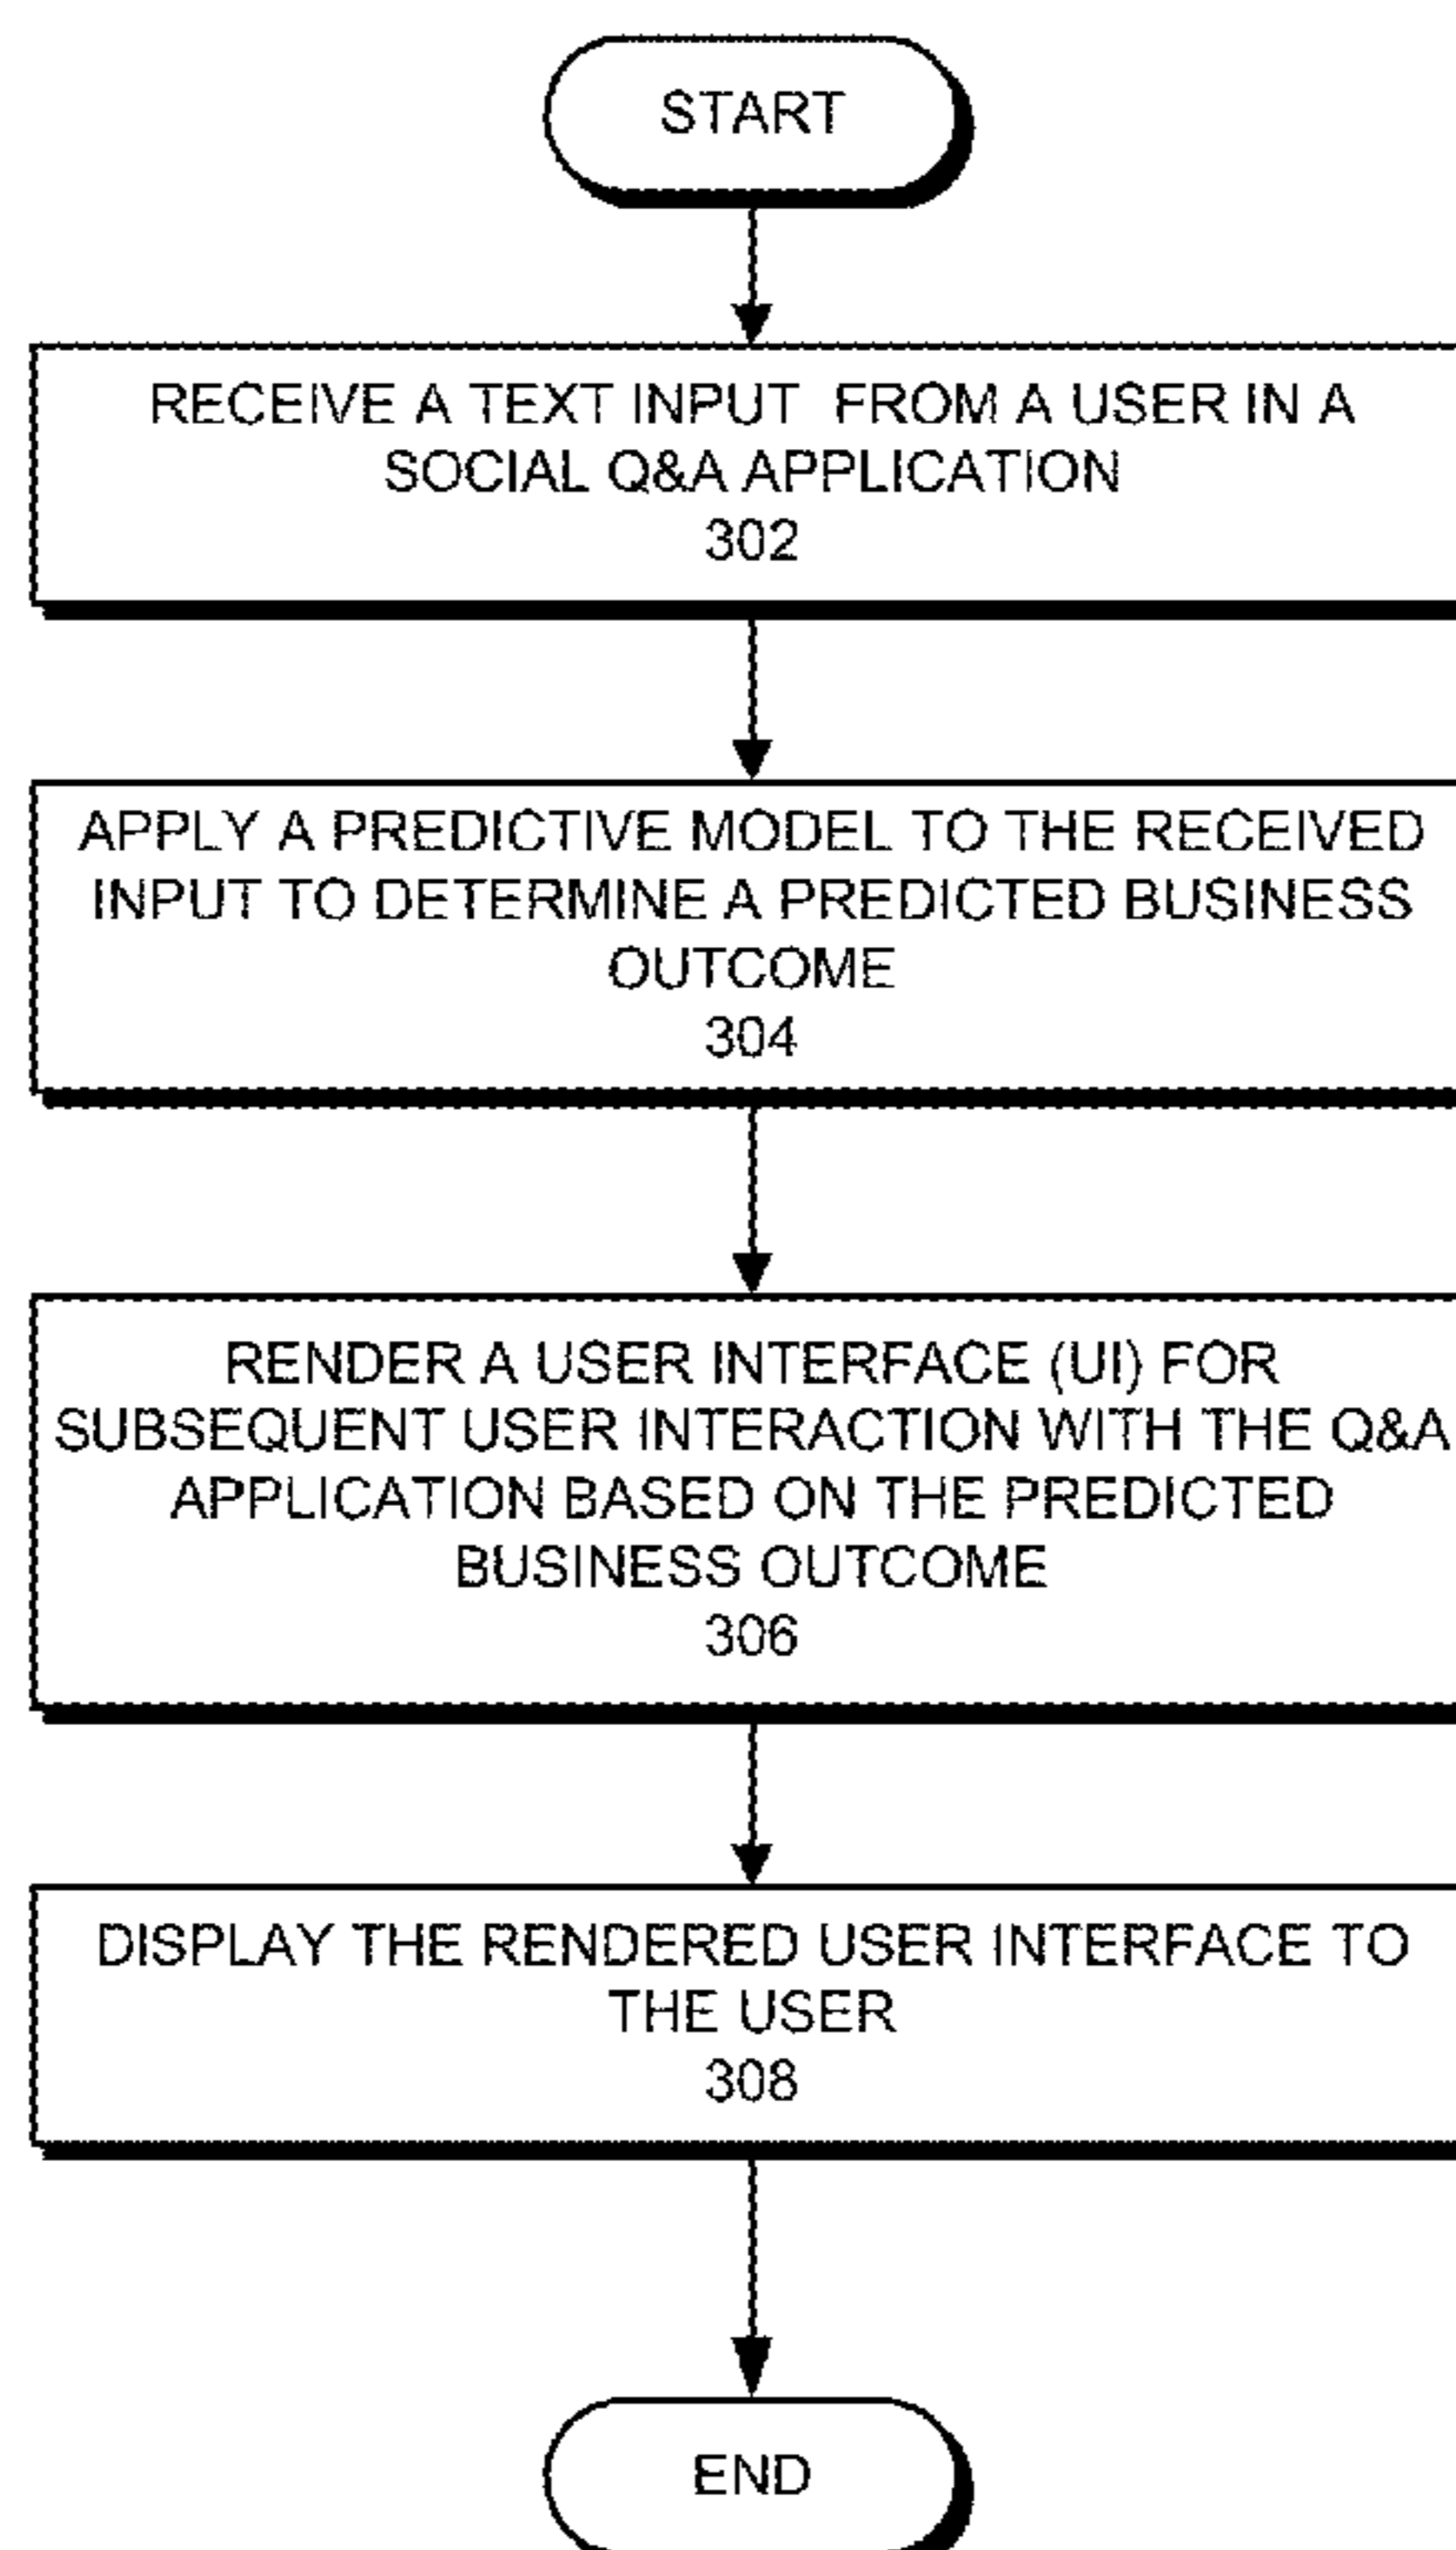 START
RECEIVE A TEXT INPUT FROM A USER IN A
SOCIAL Q&A APPLICATION
302
APPLY A PREDICTIVE MODEL TO THE RECEIVED
INPUT TO DETERMINE A PREDICTED BUSINESS
OUTCOME
304
RENDER A USER INTERFACE (UI) FOR
SUBSEQUENT USER INTERACTION WITH THE Q&A
APPLICATION BASED ON THE PREDICTED
BUSINESS OUTCOME
306
DISPLAY THE RENDERED USER INTERFACE TO
THE USER
308
END